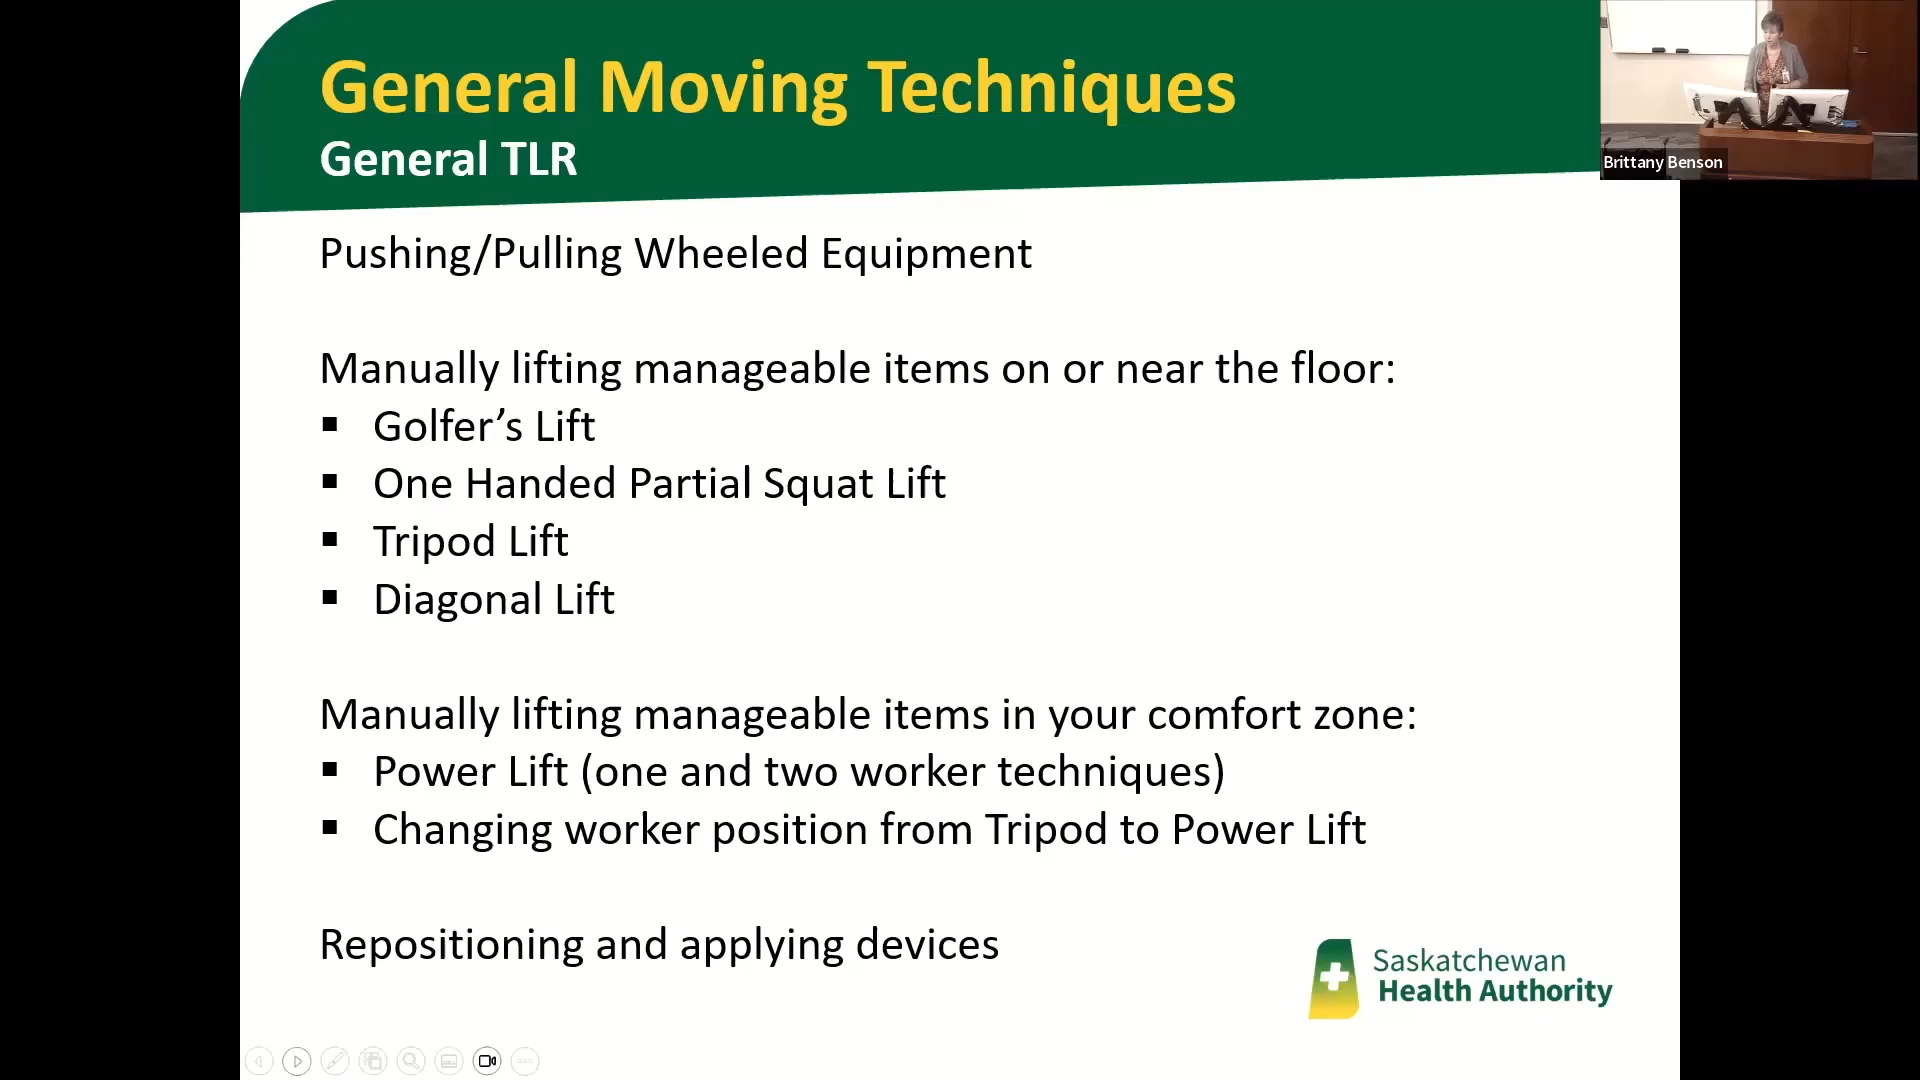 General Moving Techniques
General TLR
Brittany Benson
Pushing/Pulling Wheeled Equipment
Manually lifting manageable items on or near the floor:
▪ Golfer’s Lift
▪ One Handed Partial Squat Lift
▪ Tripod Lift
▪ Diagonal Lift
Manually lifting manageable items in your comfort zone:
▪ Power Lift (one and two worker techniques)
▪ Changing worker position from Tripod to Power Lift
Repositioning and applying devices
Saskatchewan
Health Authority